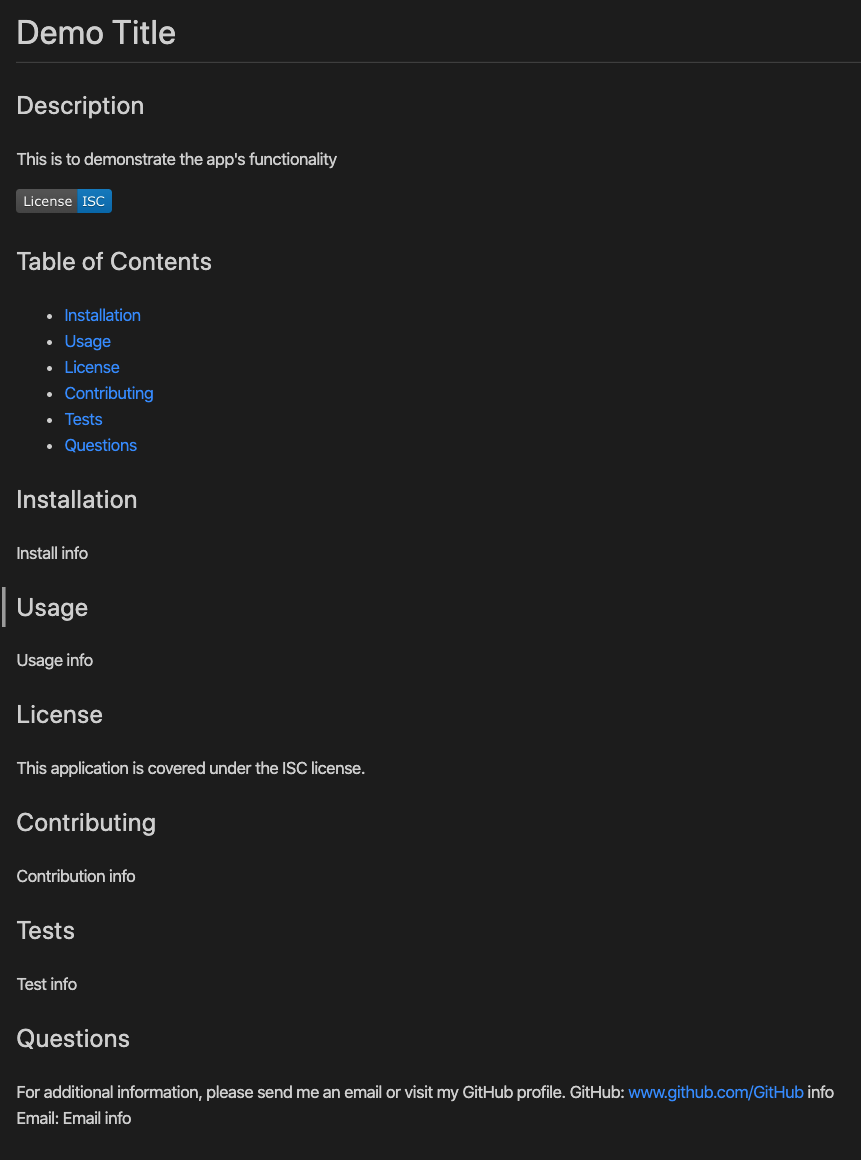 Demo Title
Description
This is to demonstrate the app's functionality
License ISC
Table of Contents
Installation
Usage
License
Contributing
Tests
Questions
Installation
Install info
Usage
Usage info
License
This application is covered under the ISC license.
Contributing
Contribution info
Tests
Test info
Questions
For additional information, please send me an email or visit my GitHub profile. GitHub: www.github.com/GitHub info
Email: Email info